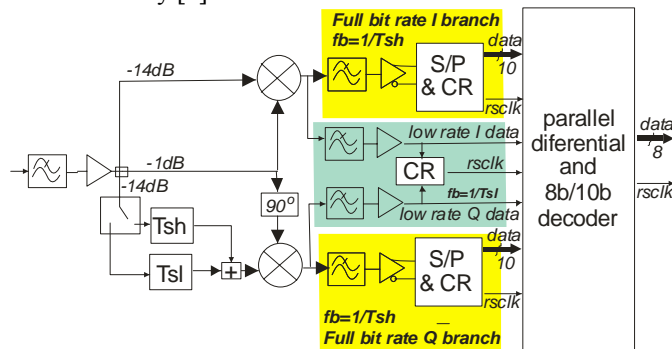 Full bit rate I branch
fb=1/Tsh
data
10
-14dB
S/P
& CR
rsclk
low rate I data
parallel
diferential
and
8b/10b
decoder
data
8
-1dB
CR
rsclk
-14dB
90º
fb=1/Tsl
low rate Q data
rsclk
Tsh
data
10
Tsl
+
S/P
& CR
rsclk
fb=1/Tsh
Full bit rate Q branch